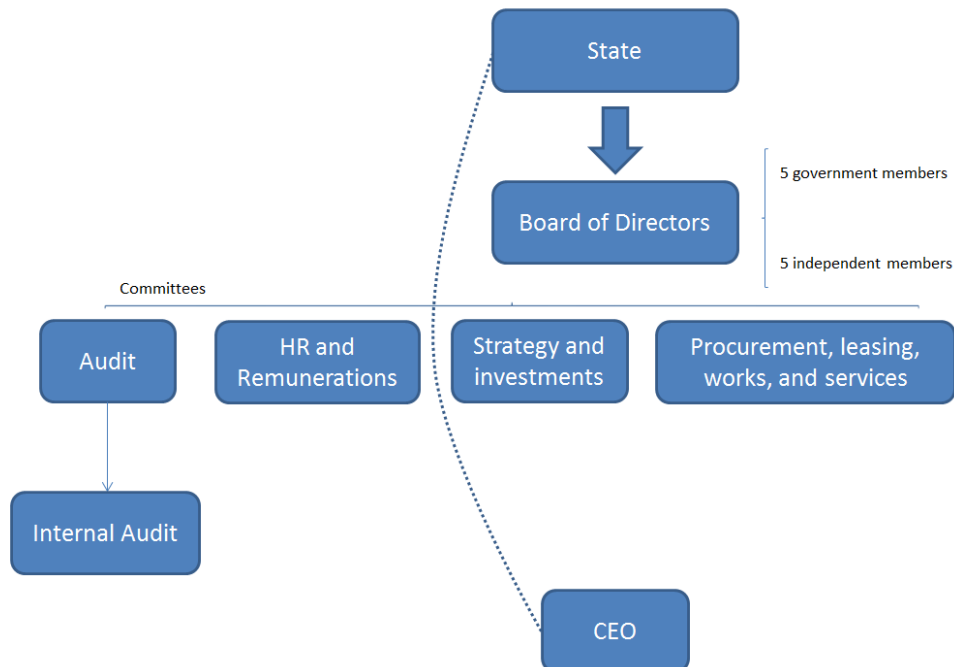 State
5 government members
Board of Directors
5 independent members
Committees
Audit
HR and
Remunerations
Strategy and
investments
Procurement, leasing,
works, and services
Internal Audit
CEO